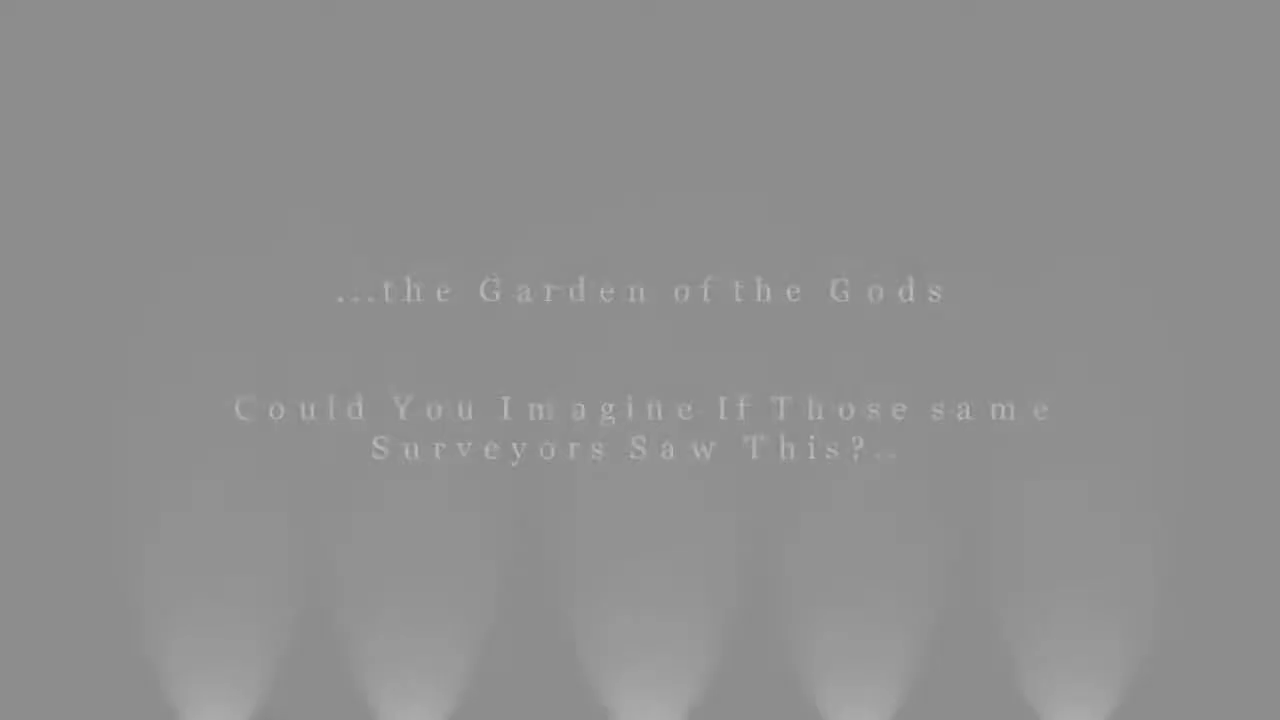 ...the Garden of the Gods
Could You Imagine If Those same
Surveyors Saw This?..